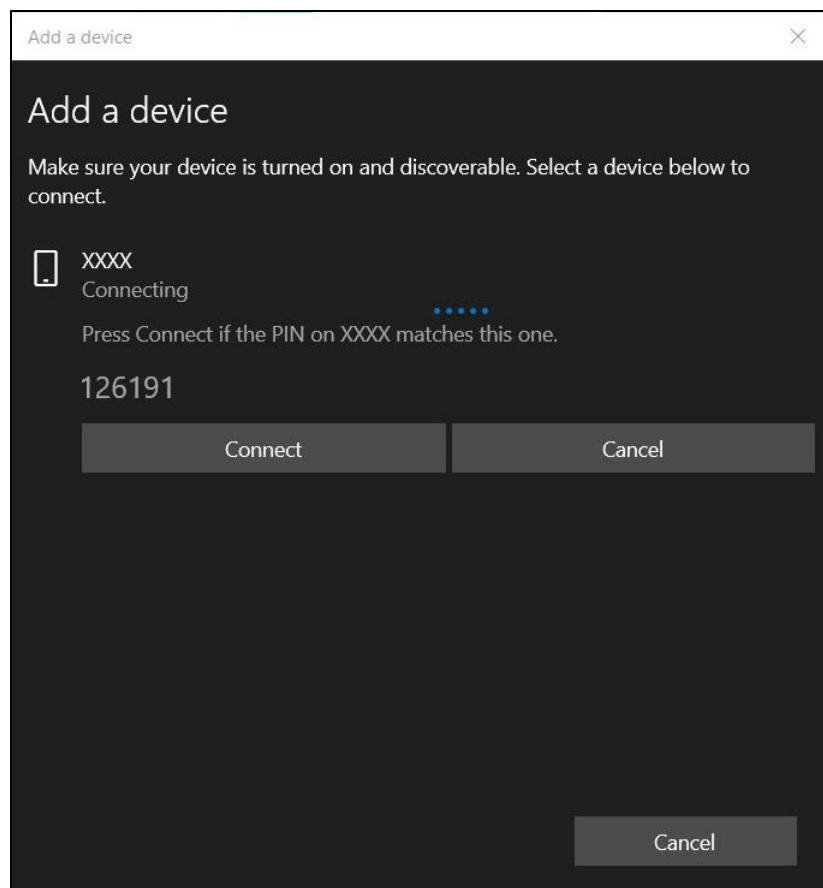 Add a device
Add a device
Make sure your device is turned on and discoverable. Select a device below to
connect.
XXXX
Connecting
Press Connect if the PIN on XXXX matches this one.
126191
Connect Cancel
Cancel